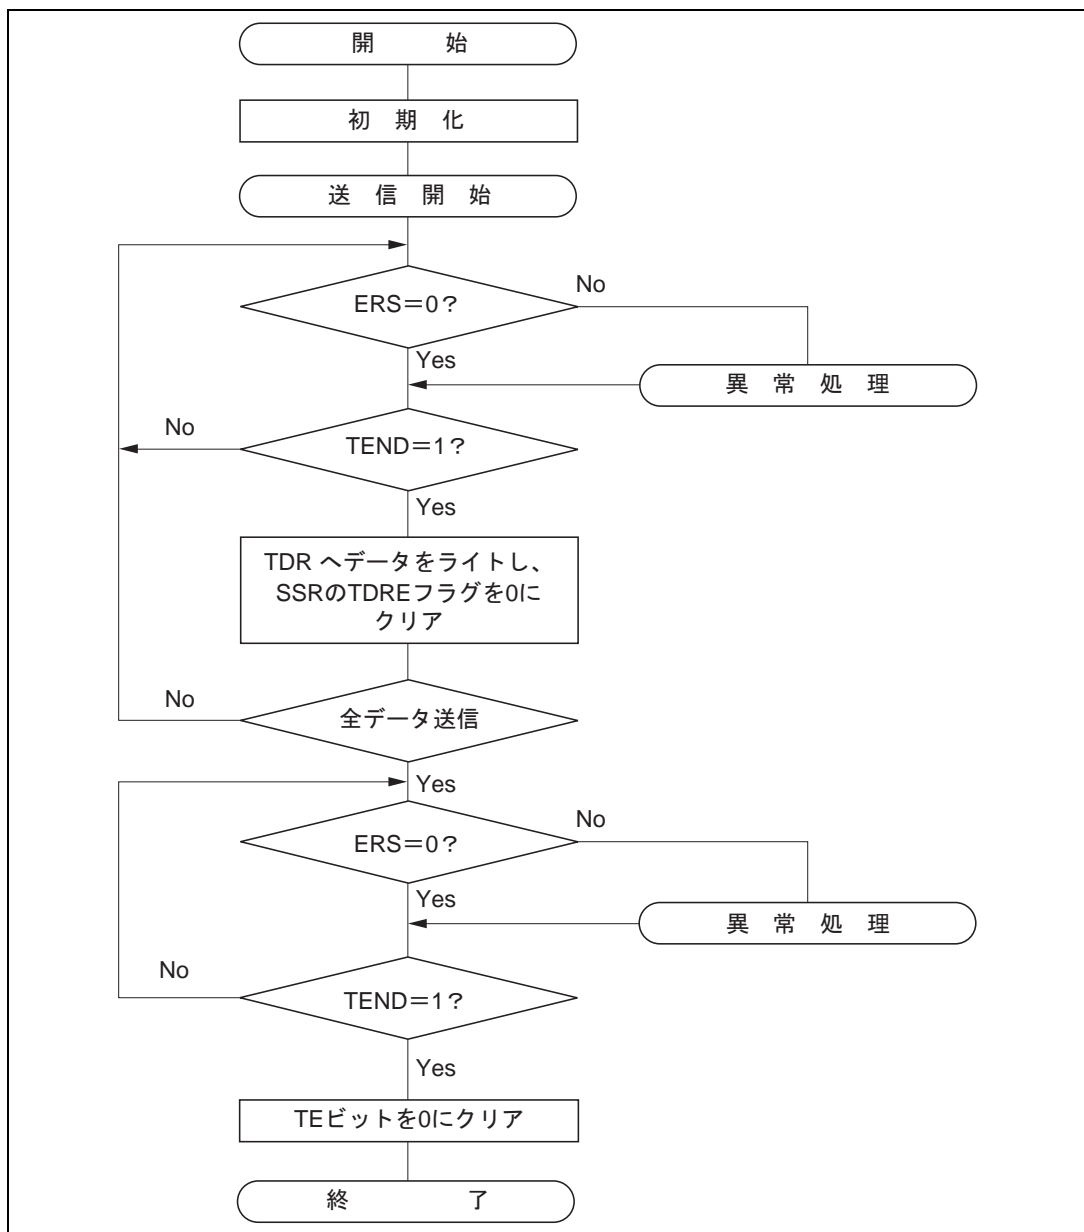 開 始
初 期 化
送 信 開 始
ERS=0?
No
Yes
異 常 処 理
No
TEND=1?
Yes
TDR へデータをライトし、
SSRのTDREフラグを0に
クリア
No
全データ送信
Yes
ERS=0?
No
Yes
異 常 処 理
No
TEND=1?
Yes
TEビットを0にクリア
終 了